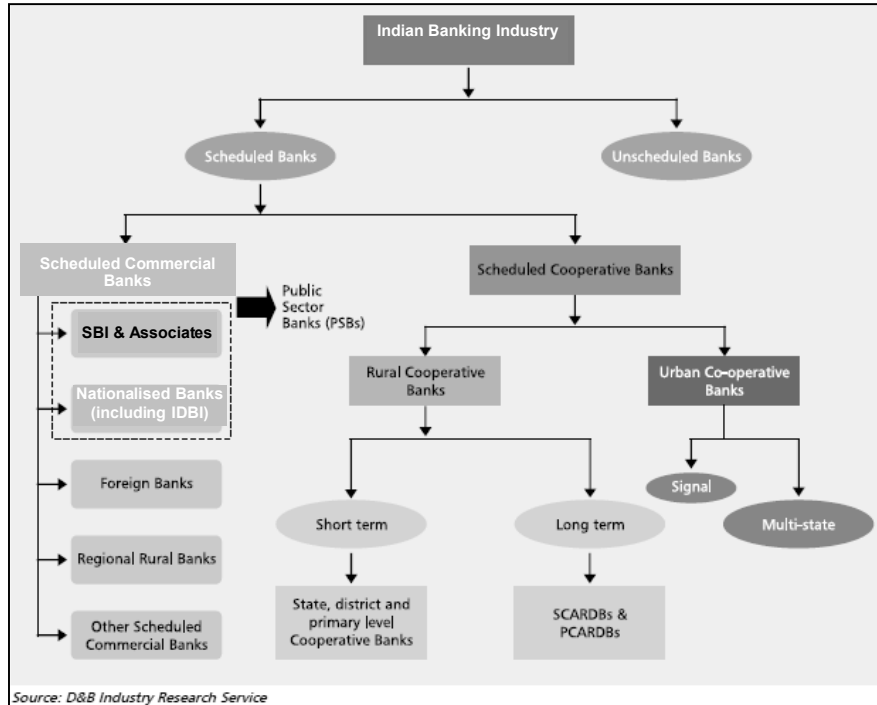 Indian Banking Industry
Scheduled Banks
Unscheduled Banks
Scheduled Commercial
Banks
Public
Sector
Banks (PSBs)
SBI & Associates
Nationalised Banks
(including IDBI)
Foreign Banks
Regional Rural Banks
Other Scheduled
Commercial Banks
Scheduled Cooperative Banks
Rural Cooperative
Banks
Urban Co-operative
Banks
Short term
Long term
Signal
Multi-state
State, district and
primary level
Cooperative Banks
SCARDBs &
PCARDBs
Source: D&B Industry Research Service